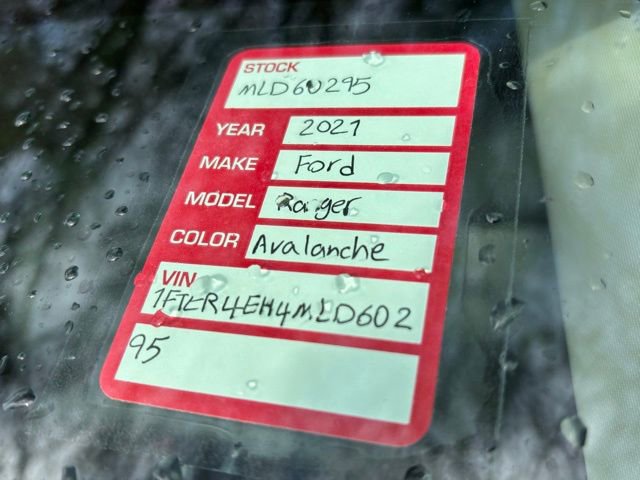 STOCK
MLD60295
YEAR 2021
MAKE Ford
MODEL Ranger
COLOR Avalanche
VIN
1FTER4EH4MLD602
95